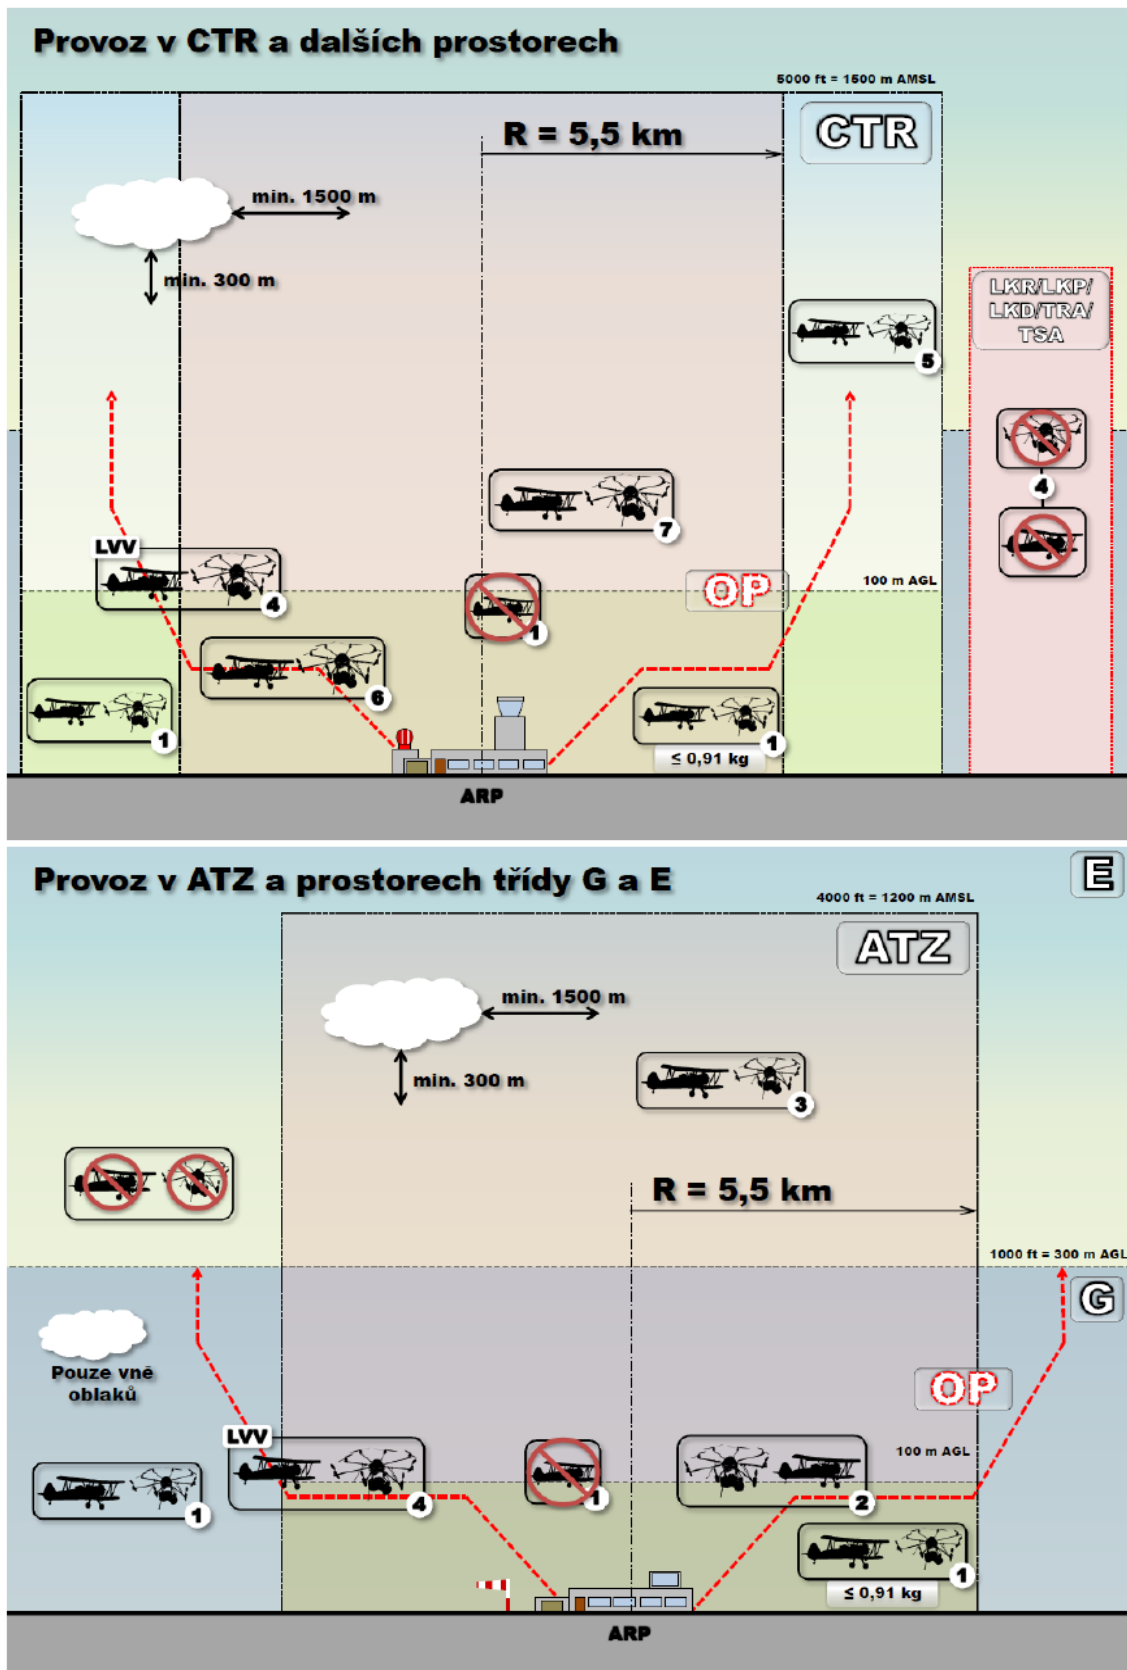 Provoz v CTR a dalších prostorech
5000 ft = 1500 m AMSL
R = 5,5 km
CTR
min. 1500 m
min. 300 m
LKR/LKP/
LKD/TRA/
TSA
5
4
7
LVV
4
100 m AGL
OP
1
6
1
1
≤ 0,91 kg
ARP
Provoz v ATZ a prostorech třídy G a E
E
4000 ft = 1200 m AMSL
ATZ
min. 1500 m
min. 300 m
3
R = 5,5 km
1000 ft = 300 m AGL
G
Pouze vně
oblaků
OP
LVV
100 m AGL
1
4
1
2
1
≤ 0,91 kg
ARP